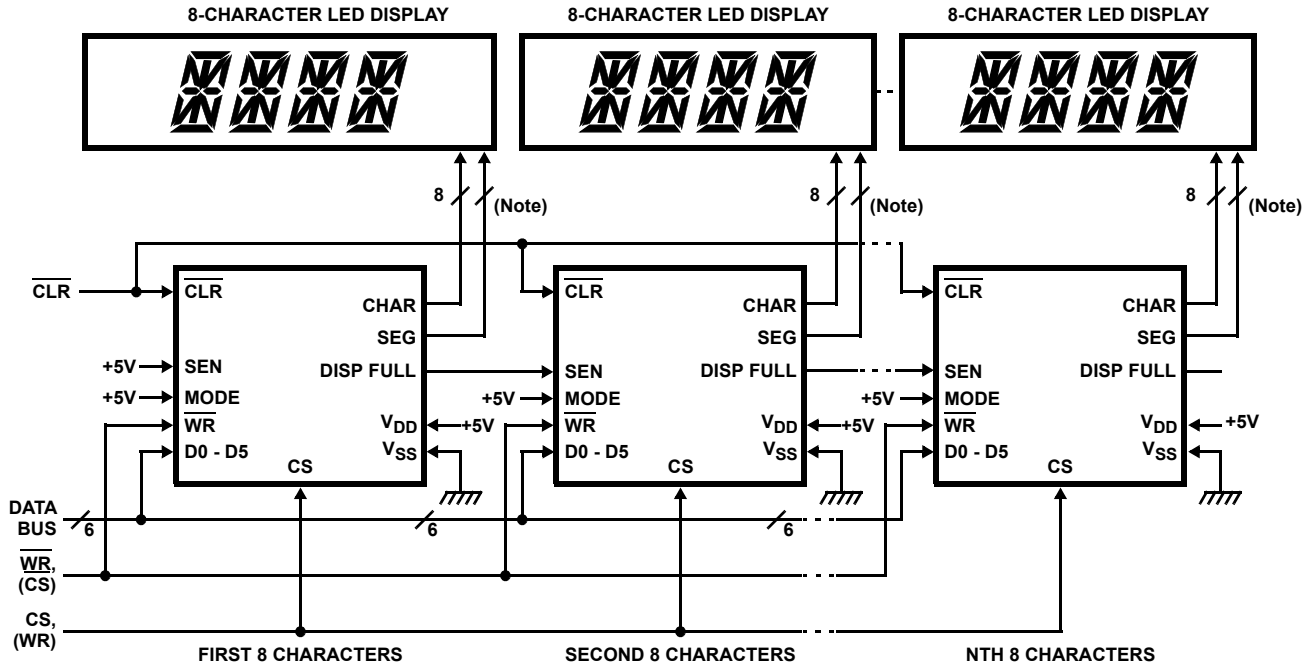 8-CHARACTER LED DISPLAY
8-CHARACTER LED DISPLAY
8-CHARACTER LED DISPLAY
8
(Note)
8
(Note)
8
(Note)
CLR
CLR
CHAR
SEG
DISP FULL
+5V
SEN
+5V
MODE
WR
D0 - D5
CS
VDD
+5V
VSS
CLR
CHAR
SEG
DISP FULL
SEN
+5V
MODE
WR
D0 - D5
CS
VDD
+5V
VSS
CLR
CHAR
SEG
DISP FULL
SEN
+5V
MODE
WR
D0 - D5
CS
VDD
+5V
VSS
DATA
BUS
6
6
6
WR,
(CS)
CS,
(WR)
FIRST 8 CHARACTERS
SECOND 8 CHARACTERS
NTH 8 CHARACTERS